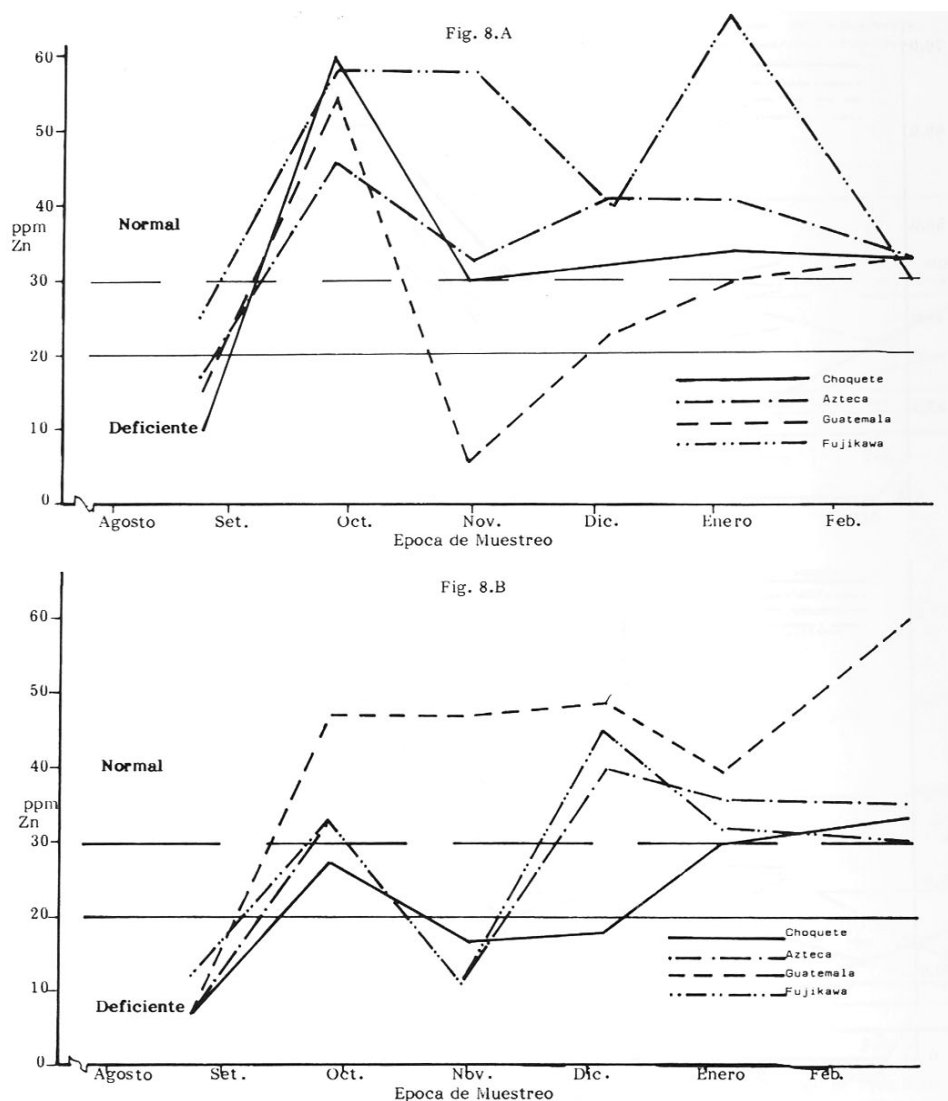 Fig. 8.A
60
50
40
ppm
Zn
30
20
10
0
Normal
Deficiente
Choquete
Azteca
Guatemala
Fujikawa
Agosto Set. Oct. Nov. Dic. Enero Feb.
Epoca de Muestreo
Fig. 8.B
60
50
40
ppm
Zn
30
20
10
0
Normal
Deficiente
Choquete
Azteca
Guatemala
Fujikawa
Agosto Set. Oct. Nov. Dic. Enero Feb.
Epoca de Muestreo